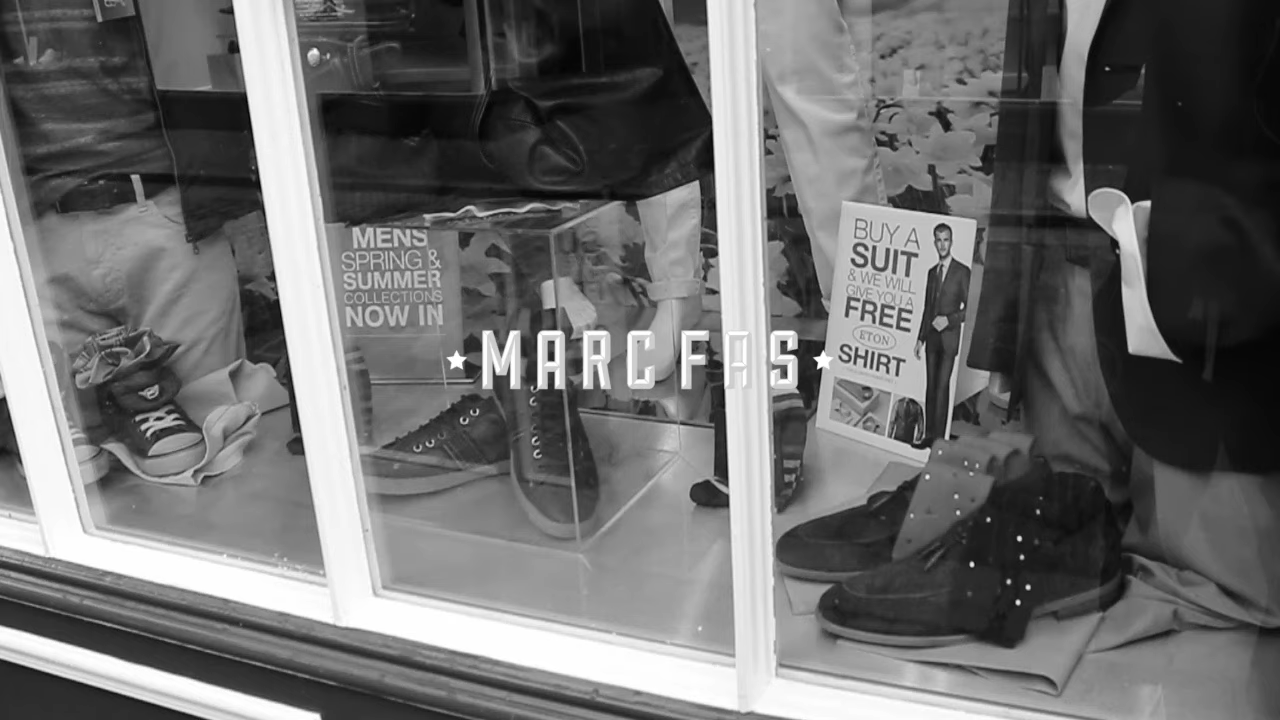 MENS
SPRING &
SUMMER
COLLECTIONS
NOW IN
★ MARC FAS ★
BUY A
SUIT
& WE WILL
GIVE YOU A
FREE
ETON
SHIRT